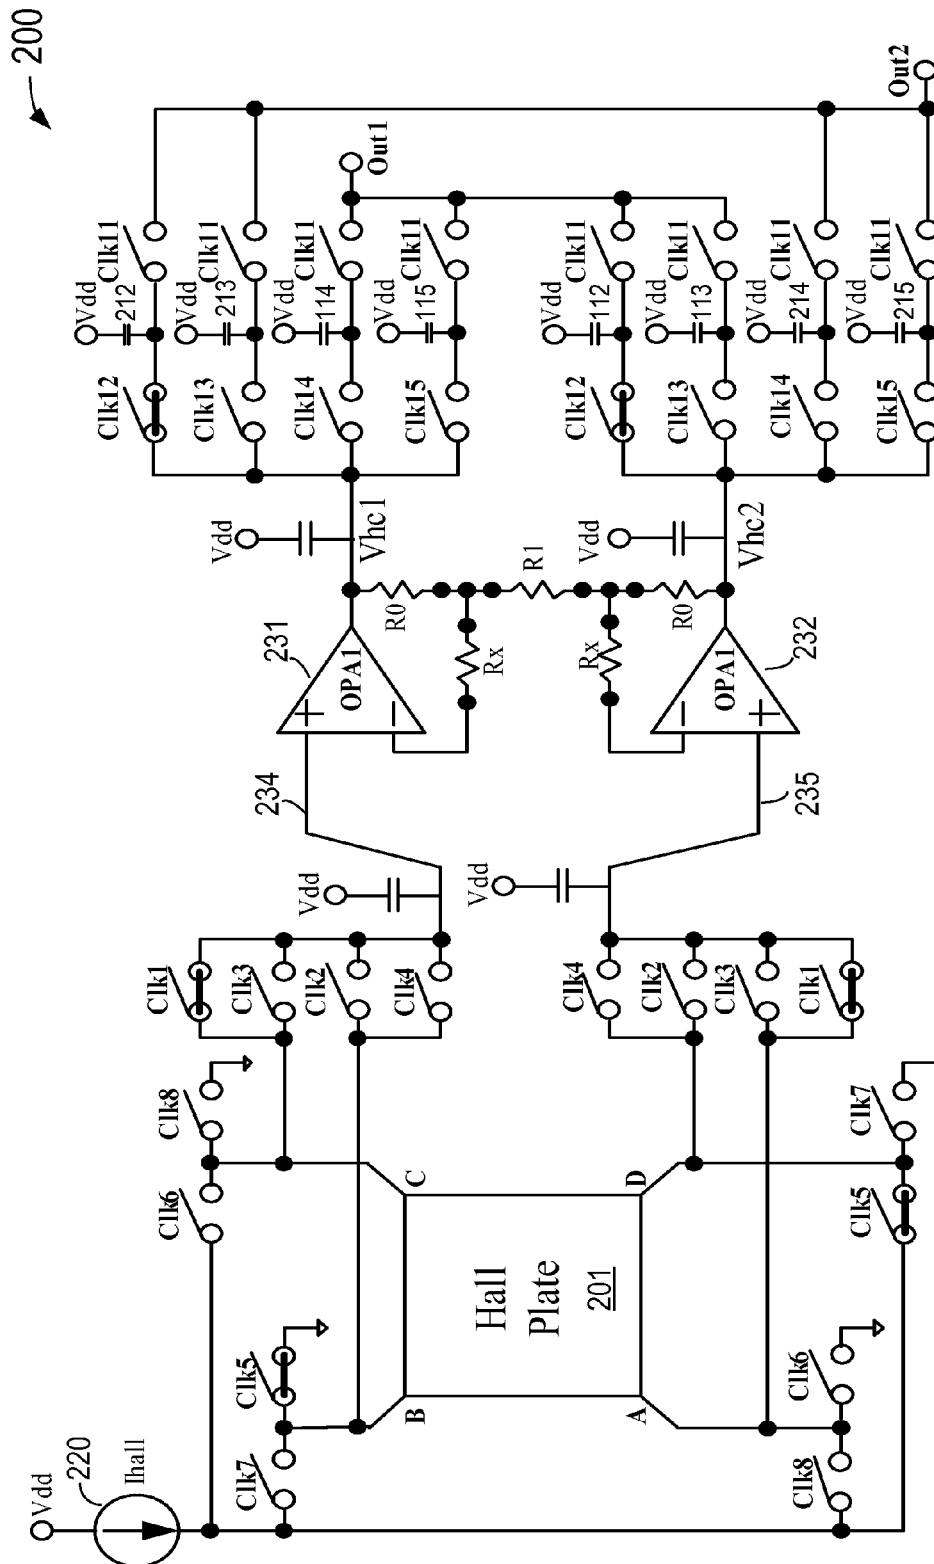 200
Out2
Out1
Clk11
Clk11
Clk11
Clk11
Clk11
Clk11
Clk11
Clk11
Vdd
212
Vdd
213
Vdd
114
Vdd
115
Vdd
112
Vdd
113
Vdd
214
Vdd
215
Clk12
Clk13
Clk14
Clk15
Clk12
Clk13
Clk14
Clk15
Vdd
Vhc1
Vdd
Vhc2
R0
R1
R0
Rx
Rx
231
OPA1
+
−
232
OPA1
−
+
234
235
Vdd
Vdd
Clk1
Clk3
Clk2
Clk4
Clk4
Clk2
Clk3
Clk1
Clk8
Clk6
Clk7
Clk5
C
D
B
A
Hall
Plate
201
Clk5
Clk7
Clk6
Clk8
Vdd
220
Ihall